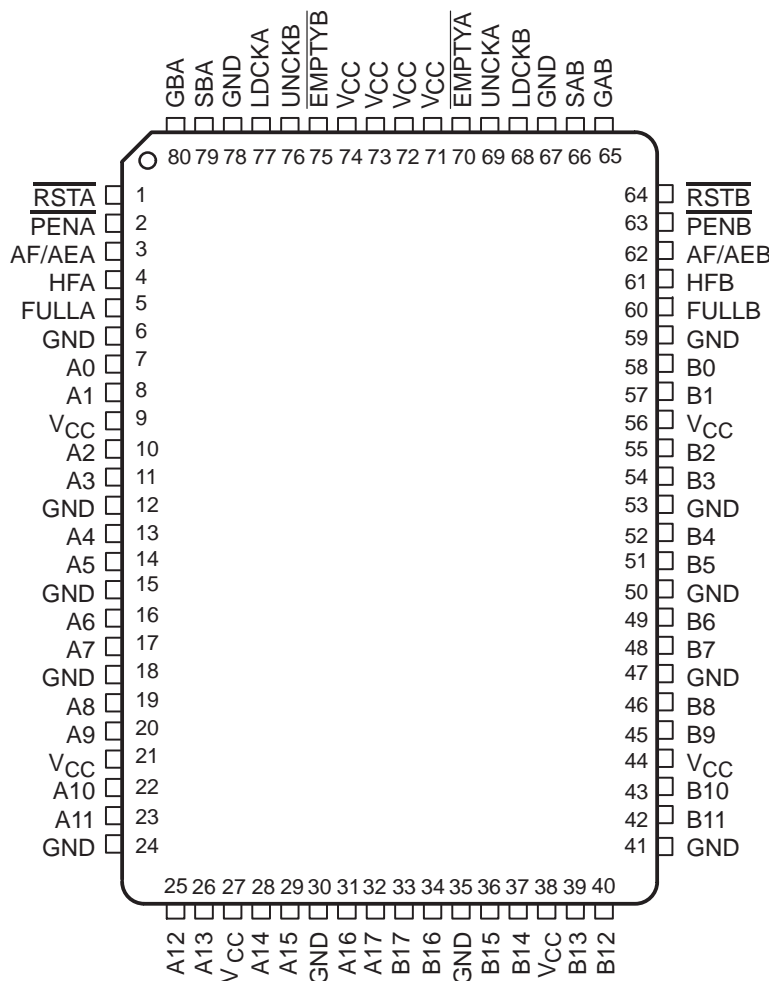 GBA SBA GND LDCKA UNCKB EMPTYB VCC VCC VCC VCC EMPTYA UNCKA LDCKB GND SAB GAB
80 79 78 77 76 75 74 73 72 71 70 69 68 67 66 65
RSTA 1 64 RSTB
PENA 2 63 PENB
AF/AEA 3 62 AF/AEB
HFA 4 61 HFB
FULLA 5 60 FULLB
GND 6 59 GND
A0 7 58 B0
A1 8 57 B1
VCC 9 56 VCC
A2 10 55 B2
A3 11 54 B3
GND 12 53 GND
A4 13 52 B4
A5 14 51 B5
GND 15 50 GND
A6 16 49 B6
A7 17 48 B7
GND 18 47 GND
A8 19 46 B8
A9 20 45 B9
VCC 21 44 VCC
A10 22 43 B10
A11 23 42 B11
GND 24 41 GND
25 26 27 28 29 30 31 32 33 34 35 36 37 38 39 40
A12 A13 VCC A14 A15 GND A16 A17 B17 B16 GND B15 B14 VCC B13 B12